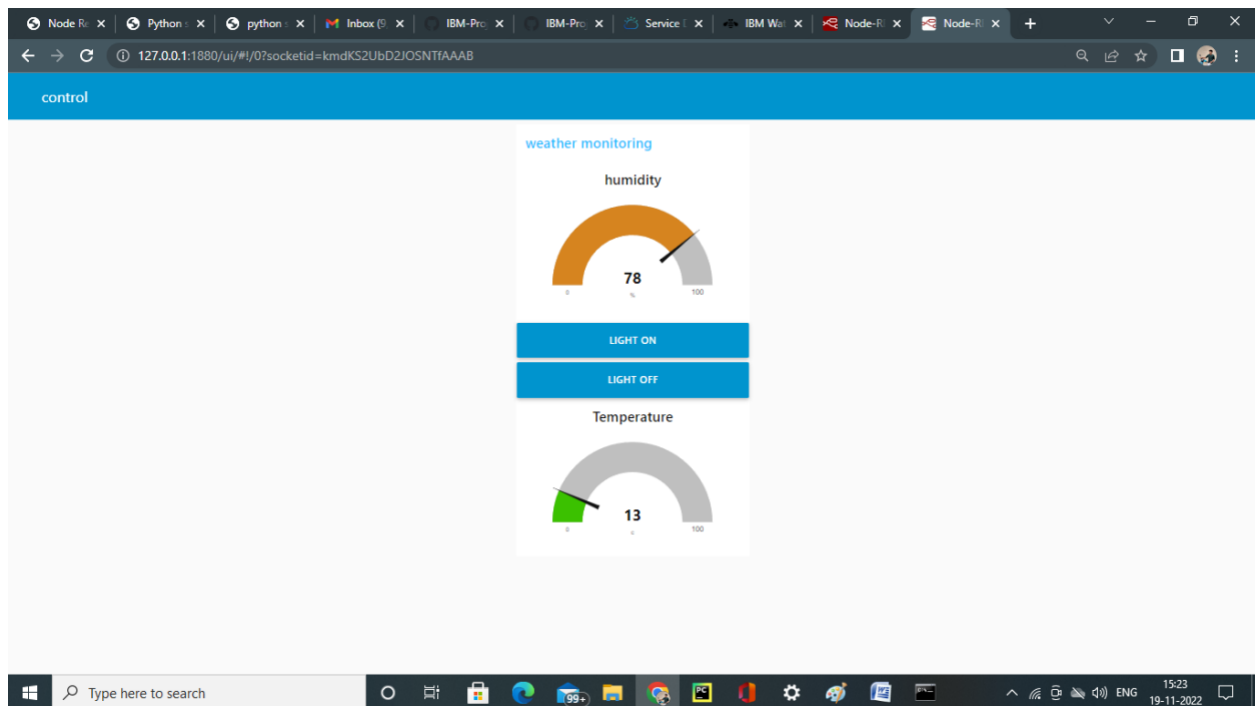 Node Re
Python s
python s
Inbox (9
IBM-Pro
IBM-Pro
Service
IBM Wat
Node-R
Node-R
127.0.0.1:1880/ui/#!/0?socketid=kmdKS2UbD2JOSNTfAAAB
control
weather monitoring
humidity
78
0
%
100
LIGHT ON
LIGHT OFF
Temperature
13
0
c
100
Type here to search
99+
PC
ENG
15:23
19-11-2022